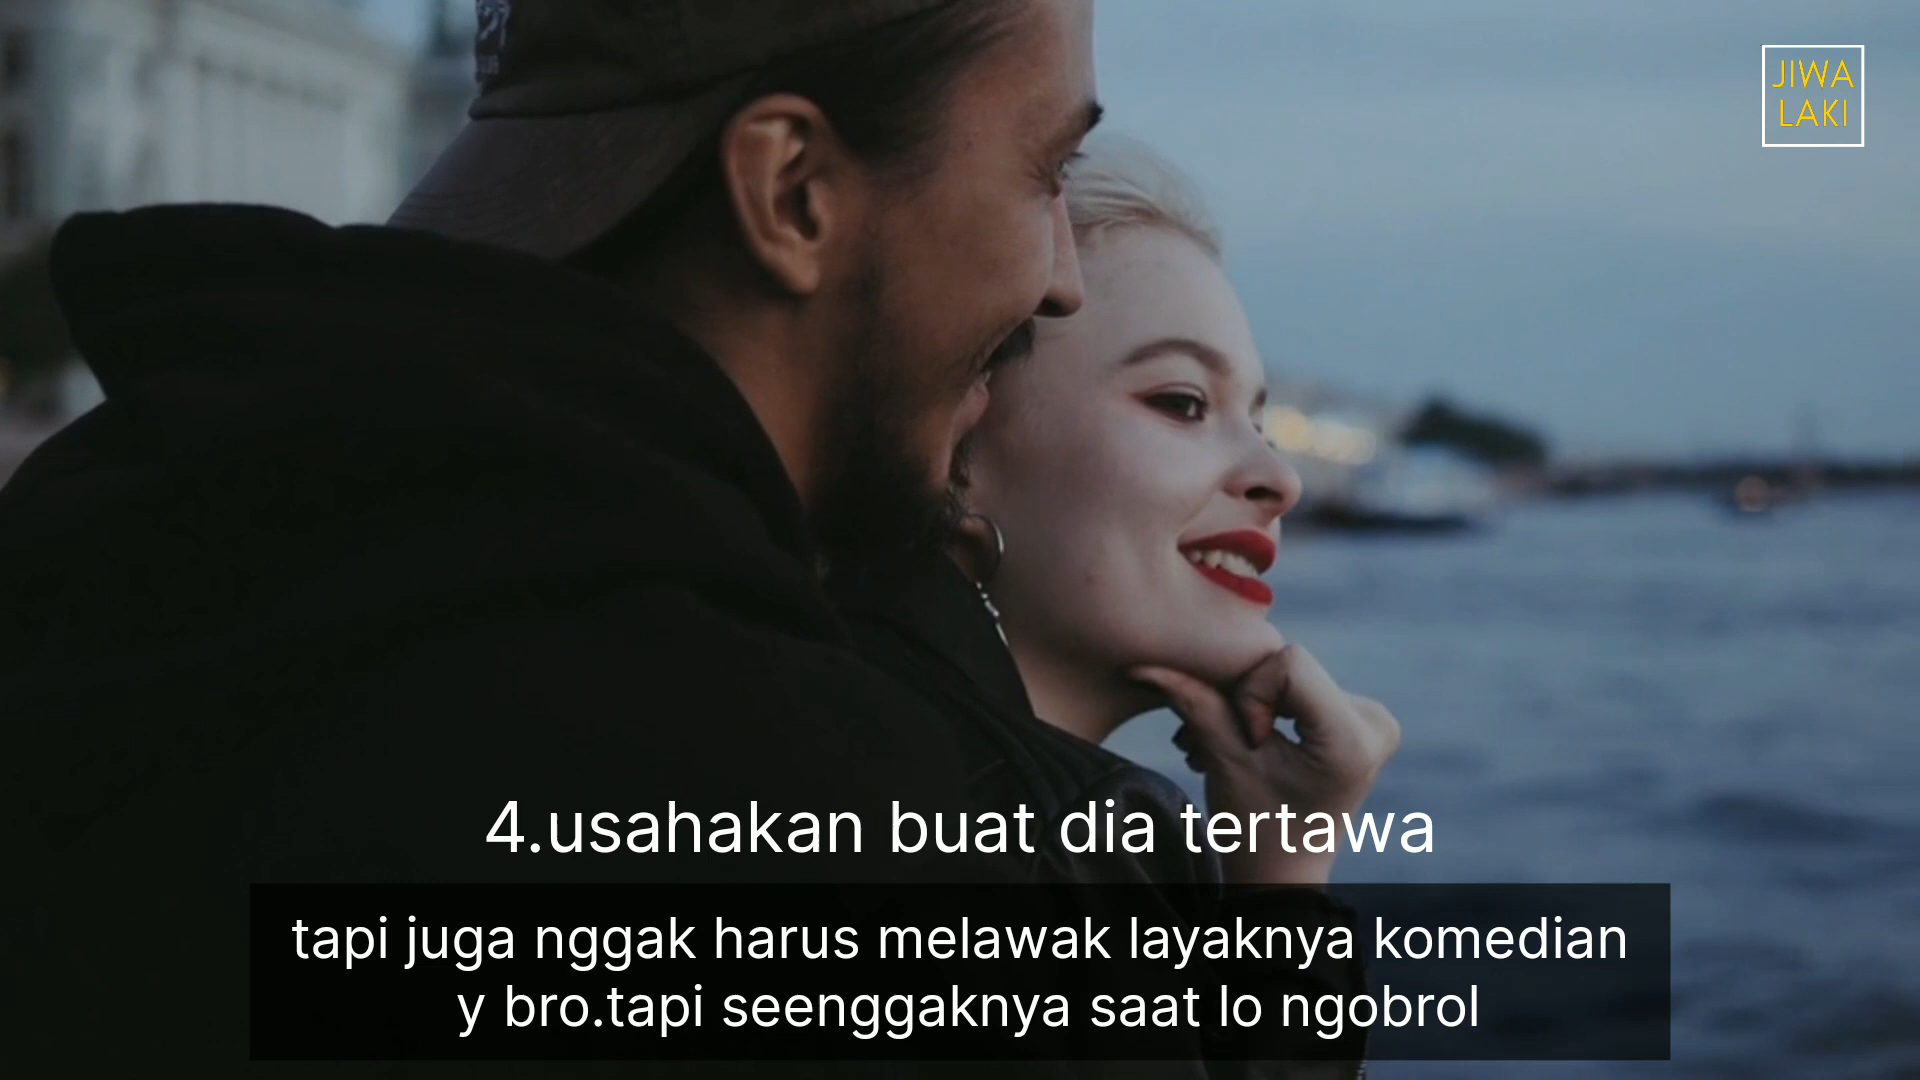 JIWA
LAKI
4.usahakan buat dia tertawa
tapi juga nggak harus melawak layaknya komedian
y bro.tapi seenggaknya saat lo ngobrol